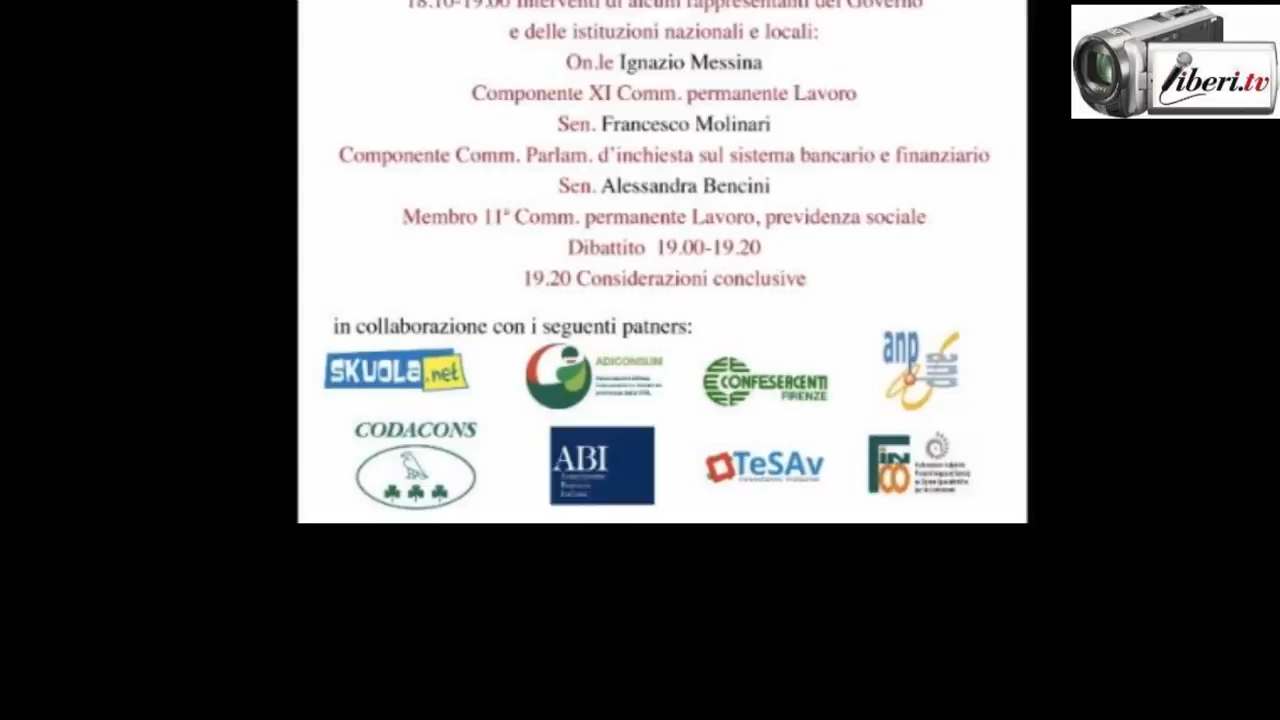 18.10-19.00 Interventi di alcuni rappresentanti del Governo
e delle istituzioni nazionali e locali:
On.le Ignazio Messina
Componente XI Comm. permanente Lavoro
Sen. Francesco Molinari
Componente Comm. Parlam. d'inchiesta sul sistema bancario e finanziario
Sen. Alessandra Bencini
Membro 11ª Comm. permanente Lavoro, previdenza sociale
Dibattito 19.00-19.20
19.20 Considerazioni conclusive
in collaborazione con i seguenti patners:
SKUOLA.net
ADICONSUM
CONFESERCENTI
FIRENZE
anp
due
CODACONS
ABI
TeSAv
FINCO
liberi.tv